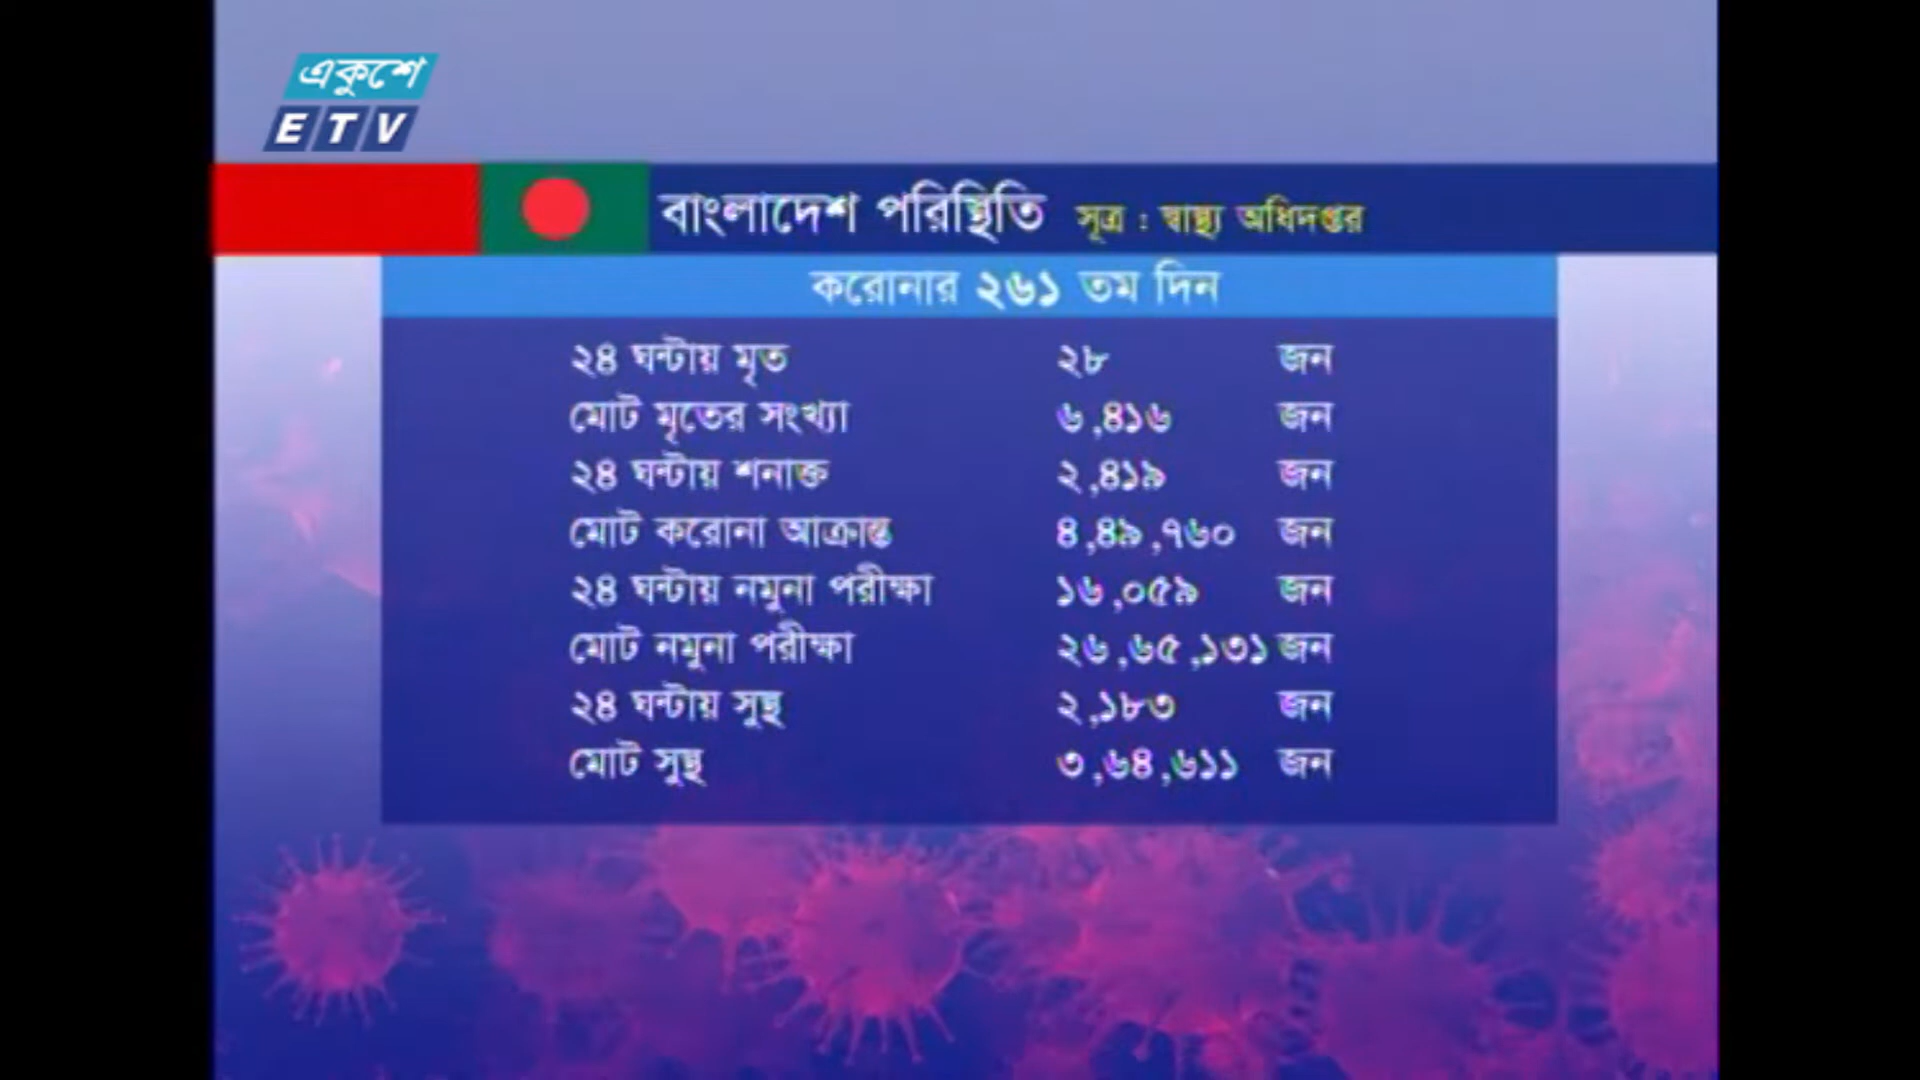 একুশে
ETV
বাংলাদেশ পরিস্থিতি সূত্র : স্বাস্থ্য অধিদপ্তর
করোনার ২৬১ তম দিন
২৪ ঘন্টায় মৃত ২৮ জন
মোট মৃতের সংখ্যা ৬,৪১৬ জন
২৪ ঘন্টায় শনাক্ত ২,৪১৯ জন
মোট করোনা আক্রান্ত ৪,৪৯,৭৬০ জন
২৪ ঘন্টায় নমুনা পরীক্ষা ১৬,০৫৯ জন
মোট নমুনা পরীক্ষা ২৬,৬৫,১৩১ জন
২৪ ঘন্টায় সুস্থ ২,১৮৩ জন
মোট সুস্থ ৩,৬৪,৬১১ জন